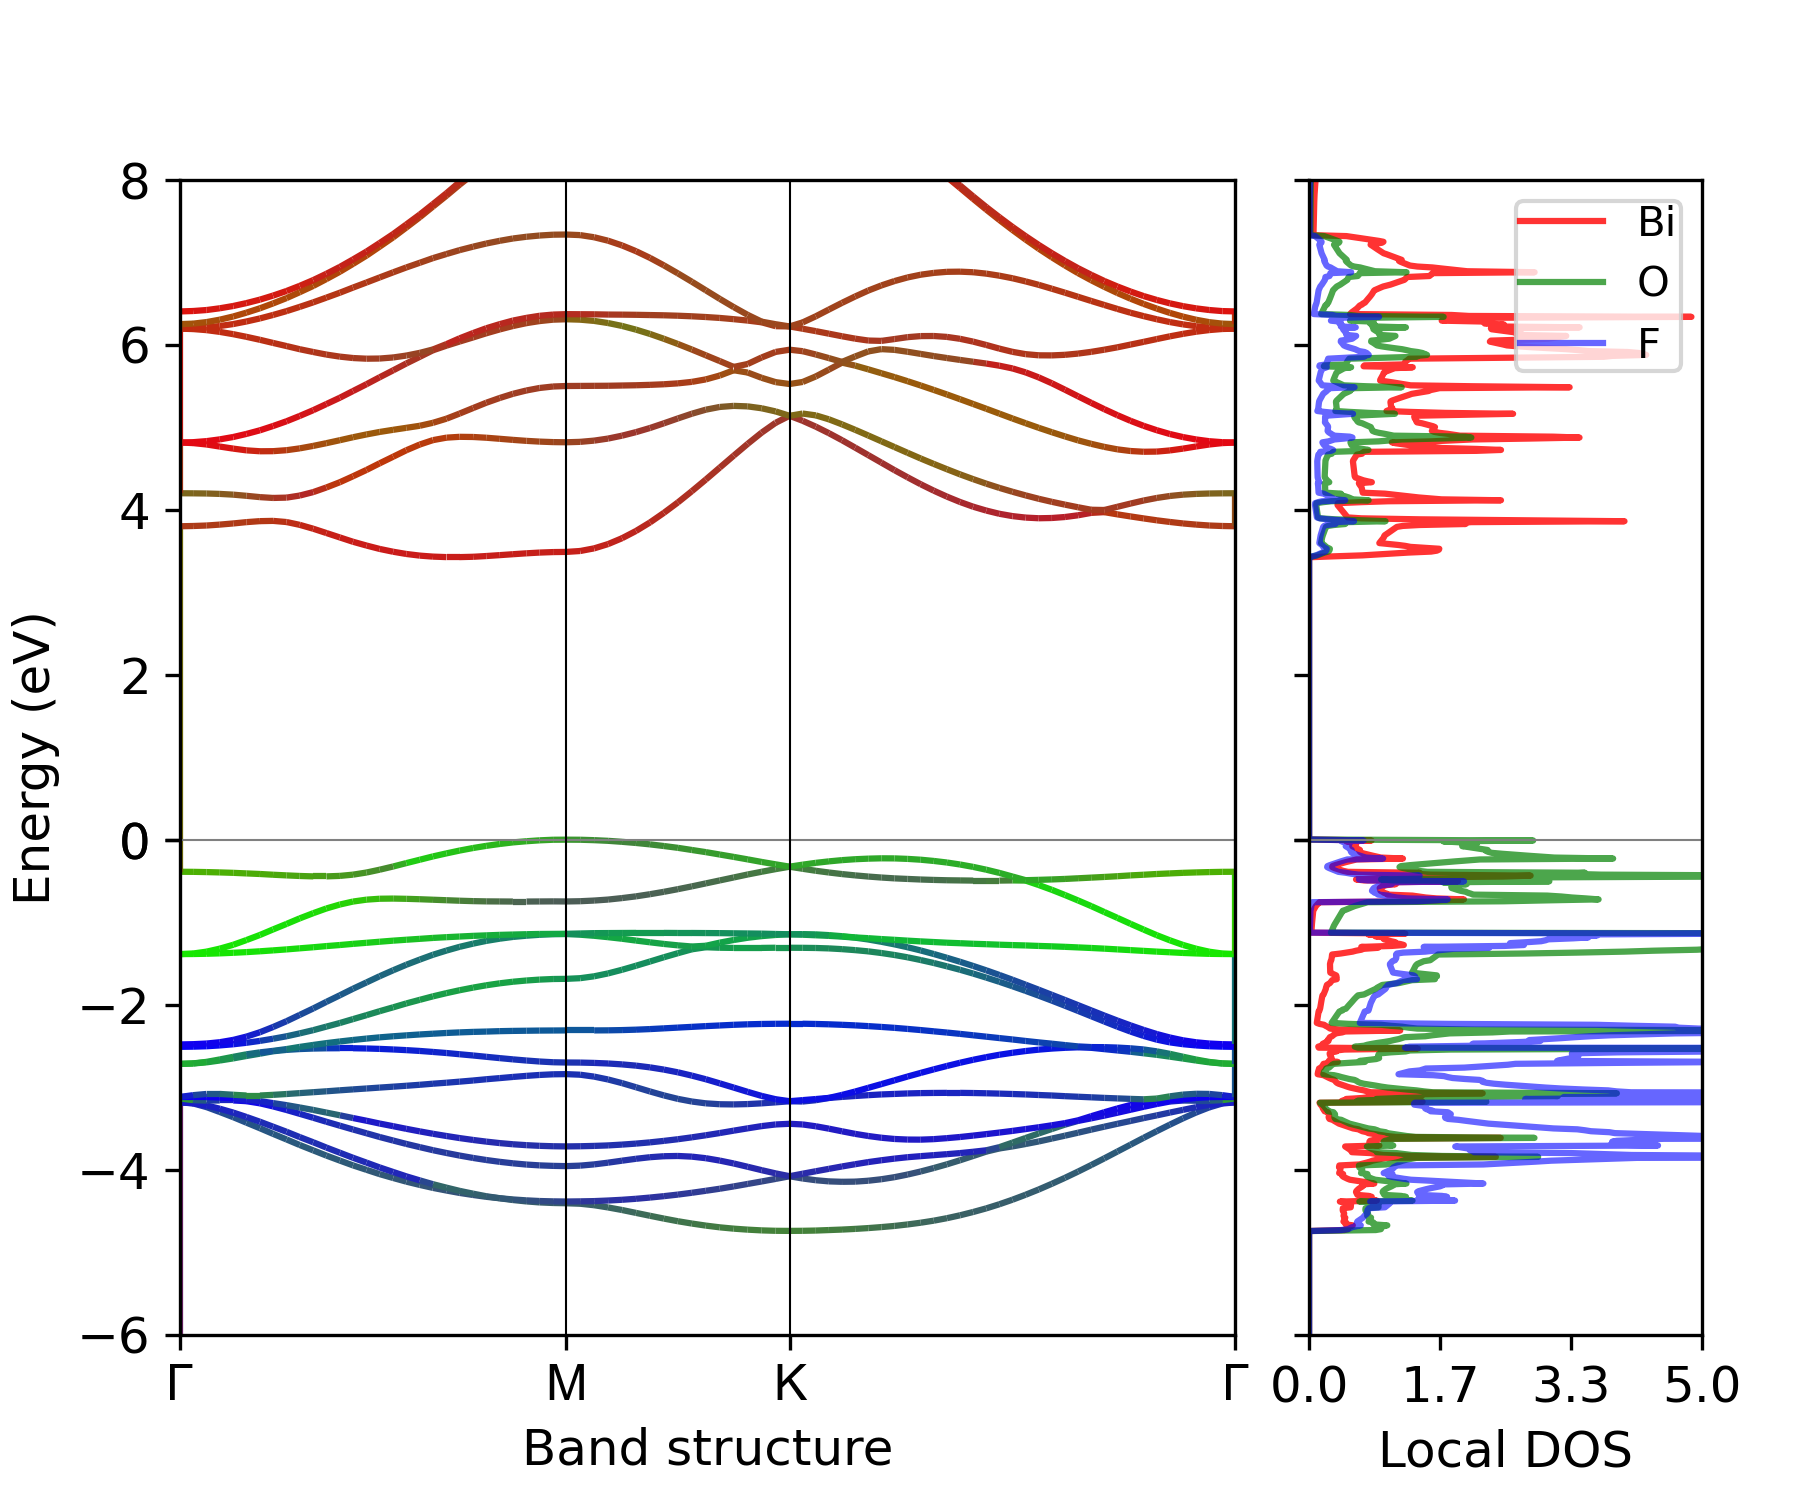 8
6
4
2
0
−2
−4
−6
Energy (eV)
Γ M K Γ
Band structure
Bi
O
F
0.0 1.7 3.3 5.0
Local DOS